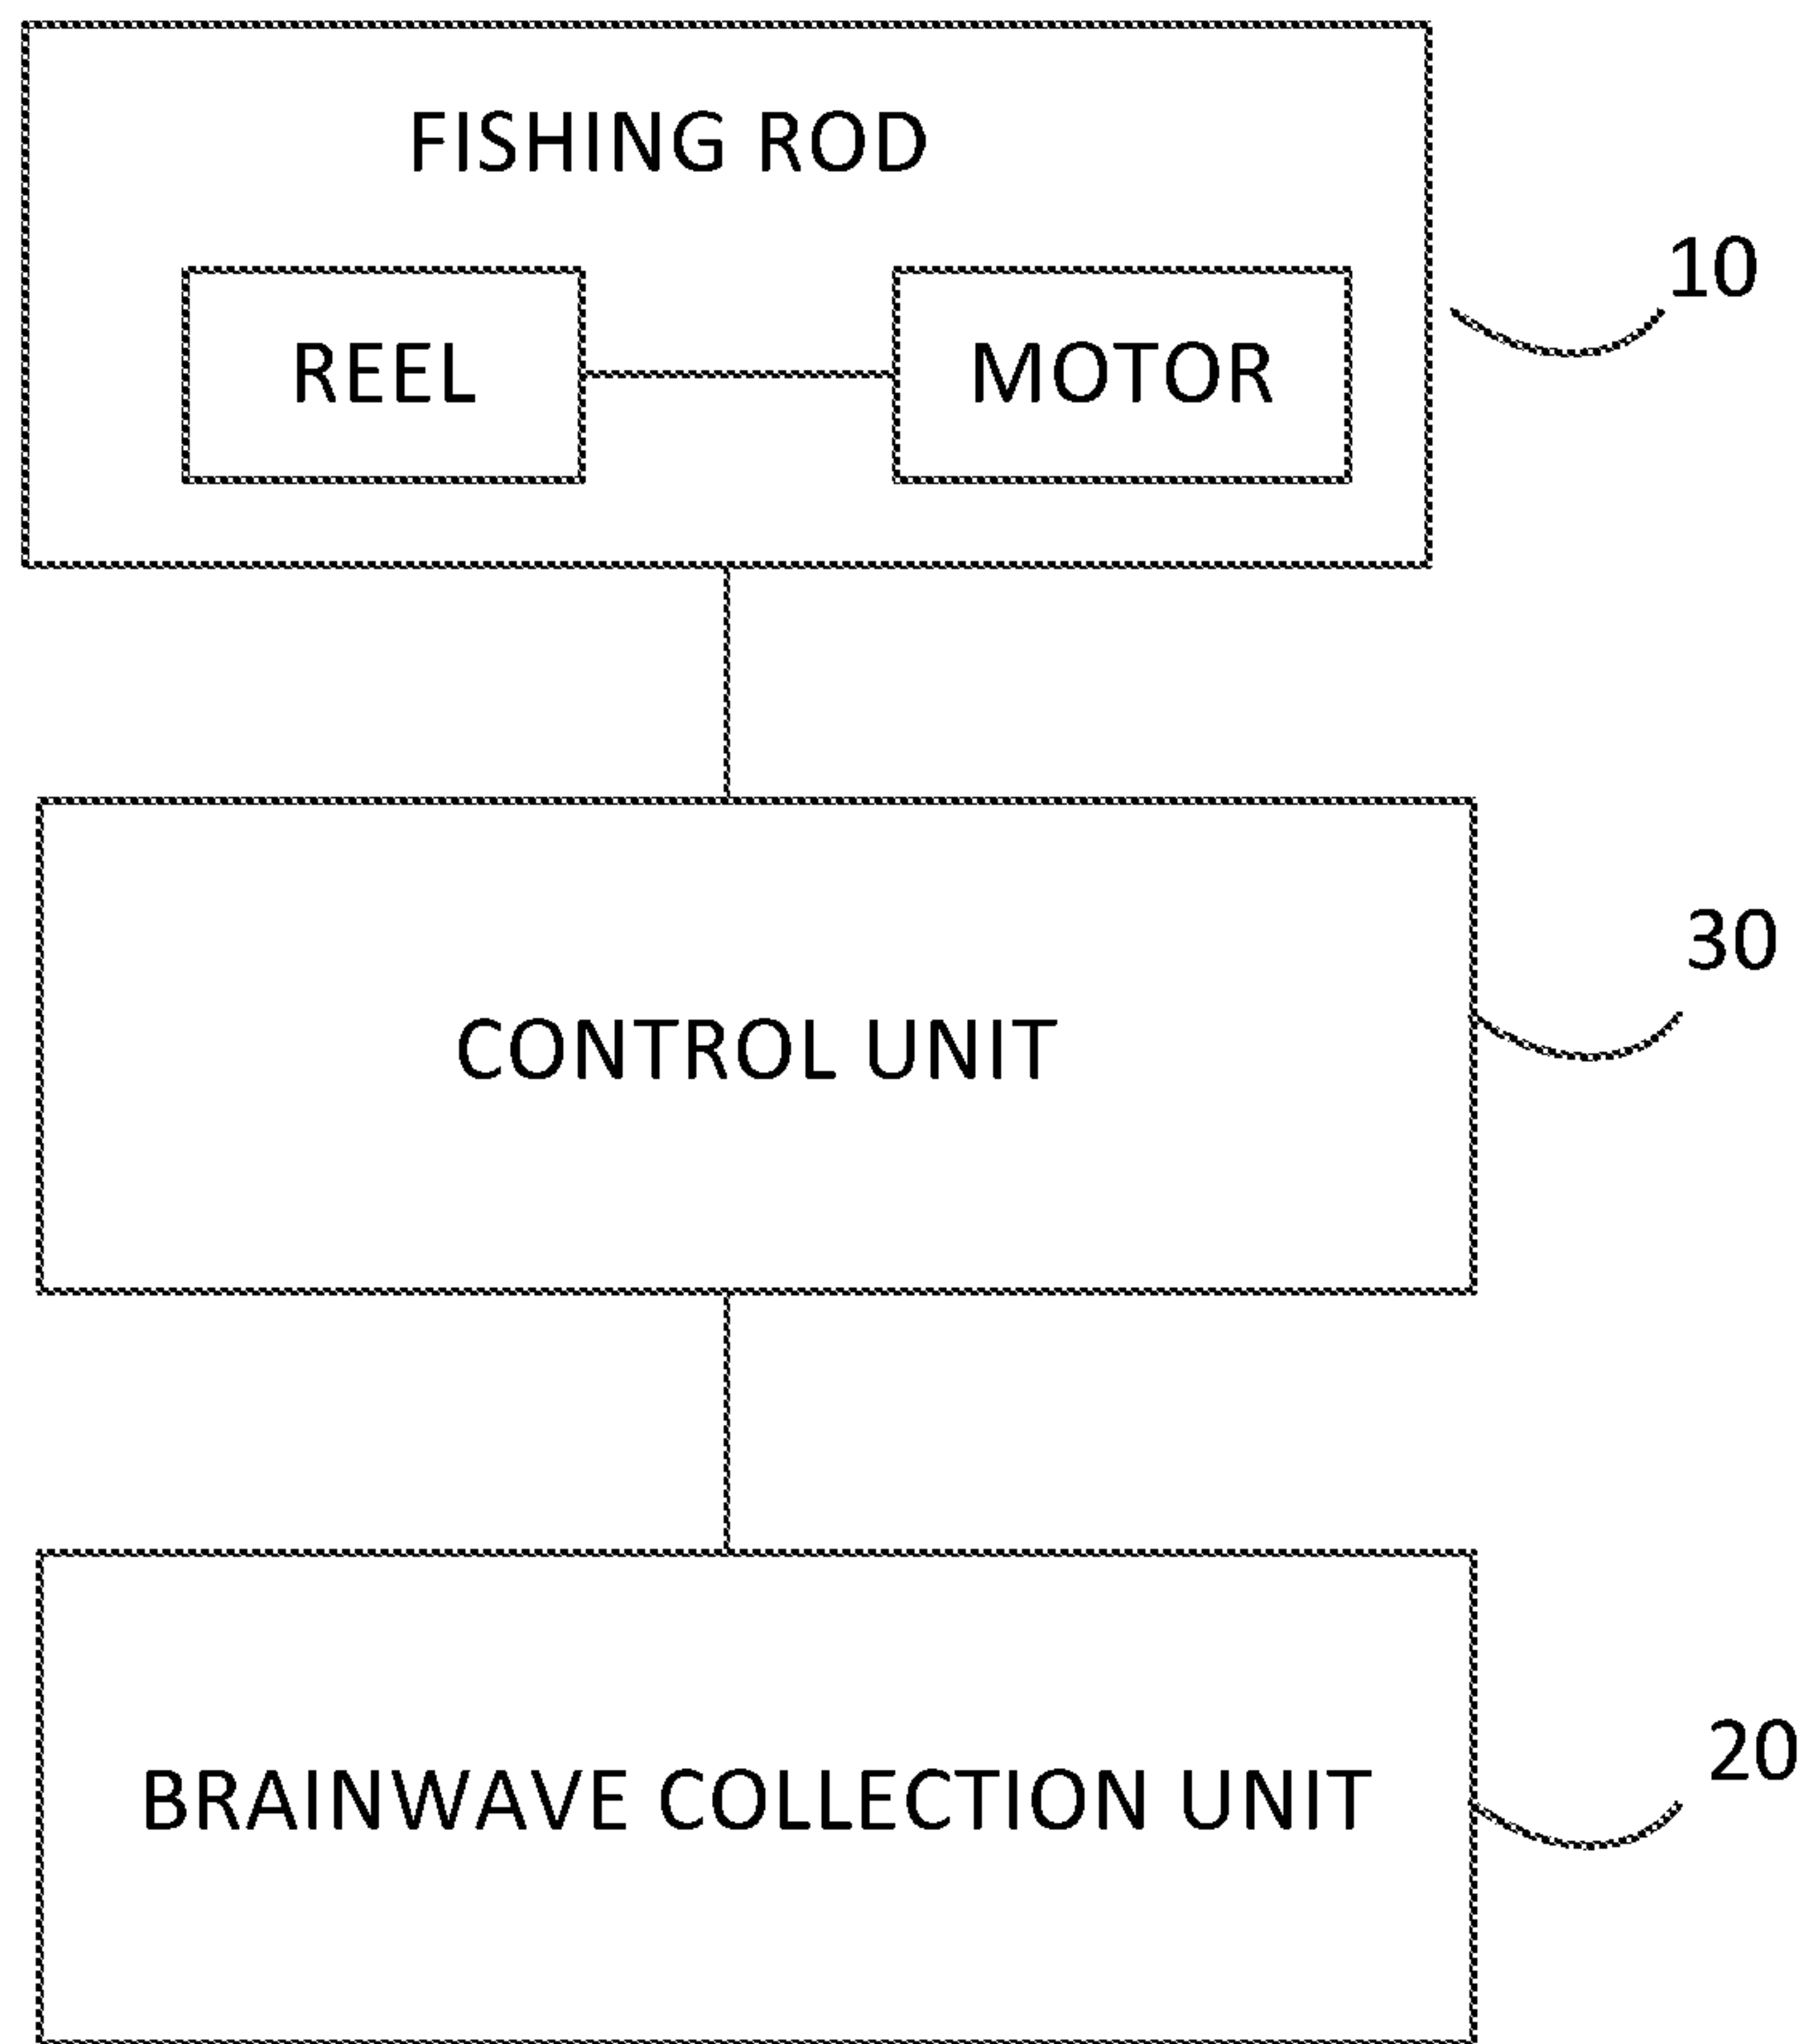 FISHING ROD
10
REEL
MOTOR
30
CONTROL UNIT
20
BRAINWAVE COLLECTION UNIT